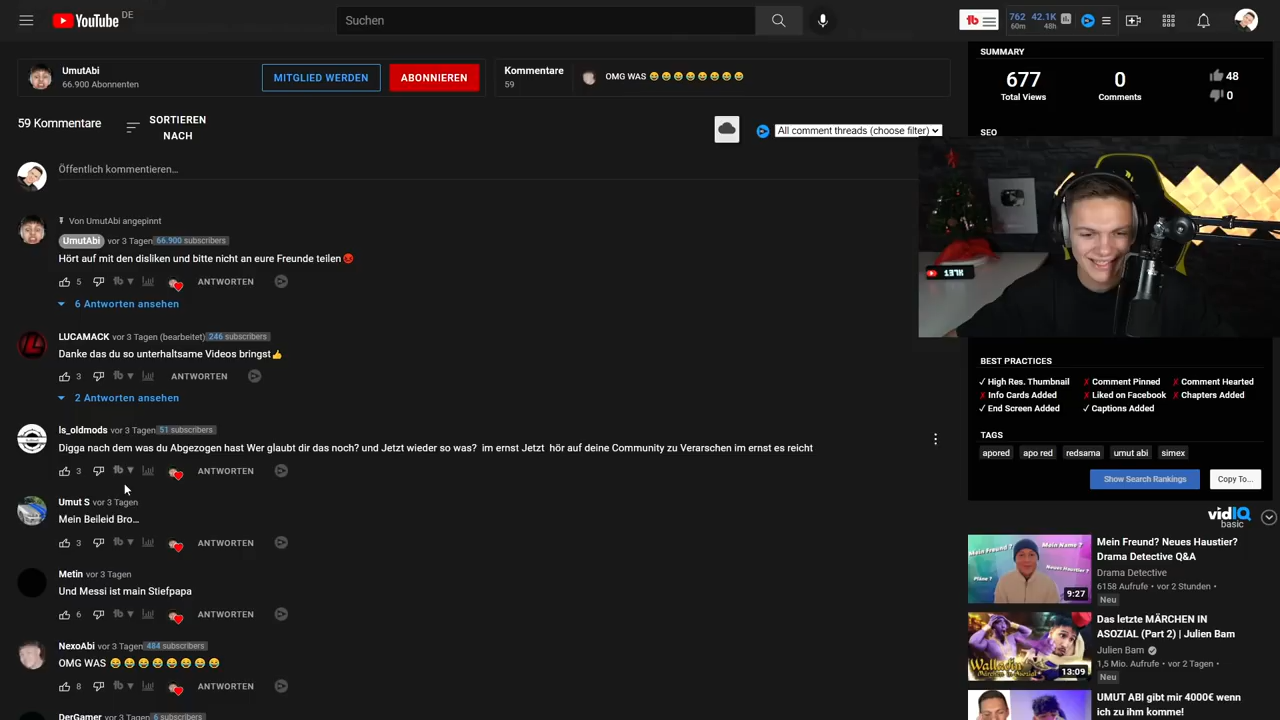 YouTube DE
Suchen
762 42.1K
60m 48h
UmutAbi
66.900 Abonnenten
MITGLIED WERDEN
ABONNIEREN
Kommentare
59
OMG WAS 😂😂😂😂😂😂😂😂
59 Kommentare
SORTIEREN
NACH
All comment threads (choose filter)
Öffentlich kommentieren...
Von UmutAbi angepinnt
UmutAbi vor 3 Tagen 66.900 subscribers
Hört auf mit den disliken und bitte nicht an eure Freunde teilen😡
5 ANTWORTEN
6 Antworten ansehen
LUCAMACK vor 3 Tagen (bearbeitet) 246 subscribers
Danke das du so unterhaltsame Videos bringst👍
3 ANTWORTEN
2 Antworten ansehen
ls_oldmods vor 3 Tagen 51 subscribers
Digga nach dem was du Abgezogen hast Wer glaubt dir das noch? und Jetzt wieder so was? im ernst Jetzt hör auf deine Community zu Verarschen im ernst es reicht
3 ANTWORTEN
Umut S vor 3 Tagen
Mein Beileid Bro...
3 ANTWORTEN
Metin vor 3 Tagen
Und Messi ist main Stiefpapa
6 ANTWORTEN
NexoAbi vor 3 Tagen 484 subscribers
OMG WAS 😂😂😂😂😂😂😂😂
8 ANTWORTEN
DerGamer vor 3 Tagen 6 subscribers
SUMMARY
677 0 48
Total Views Comments 0
SEO
137K
BEST PRACTICES
✓ High Res. Thumbnail ✗ Comment Pinned ✗ Comment Hearted
✗ Info Cards Added ✗ Liked on Facebook ✗ Chapters Added
✓ End Screen Added ✓ Captions Added
TAGS
apored apo red redsama umut abi simex
Show Search Rankings Copy To...
vidIQ
basic
Mein Freund ? Mein Name ?
Pläne ? Neues Haustier ?
9:27
Mein Freund? Neues Haustier?
Drama Detective Q&A
Drama Detective
6158 Aufrufe • vor 2 Stunden •
Neu
13:09
Das letzte MÄRCHEN IN
ASOZIAL (Part 2) | Julien Bam
Julien Bam
1,5 Mio. Aufrufe • vor 2 Tagen •
Neu
UMUT ABI gibt mir 4000€ wenn
ich zu ihm komme!